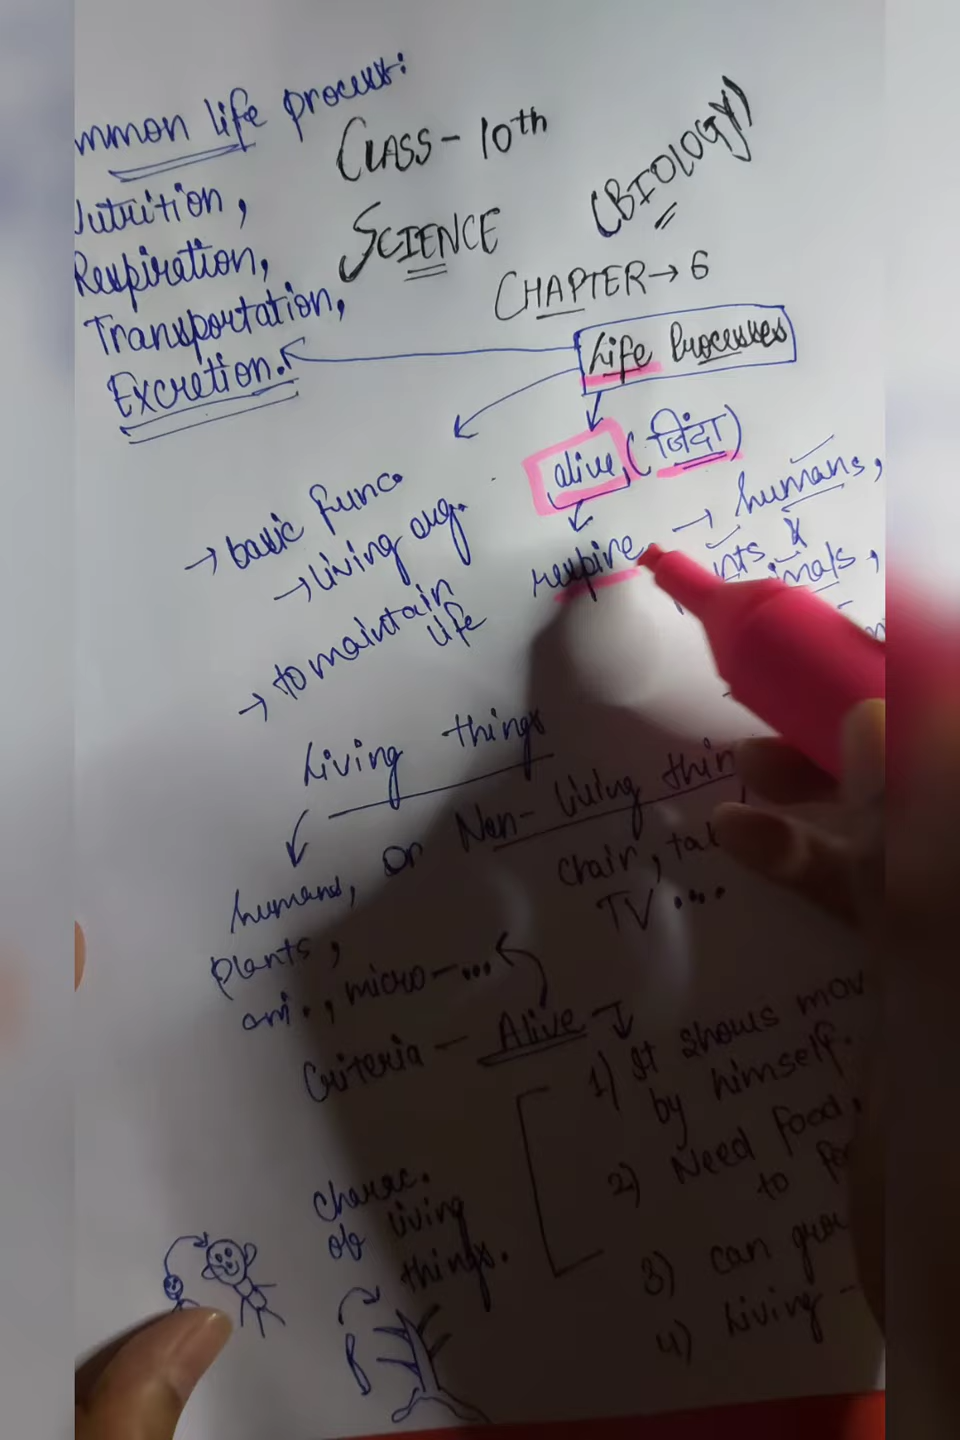 mmon life process:
Nutrition,
Respiretion,
Transportation,
Excretion.
CLASS - 10th
SCIENCE
(BIOLOGY)
CHAPTER → 6
Life Processes
alive (जिंदा)
respire → humans,
→ basic func.
→ living org.
→ to maintain
life
Living things
or Non-living thin
humans,
plants,
ani., micro-...
chair, tab
TV ....
Criteria - Alive
1) It shows mov
by himself.
2) Need food,
to
3) can grow
4) Living -
charac.
of living
things.